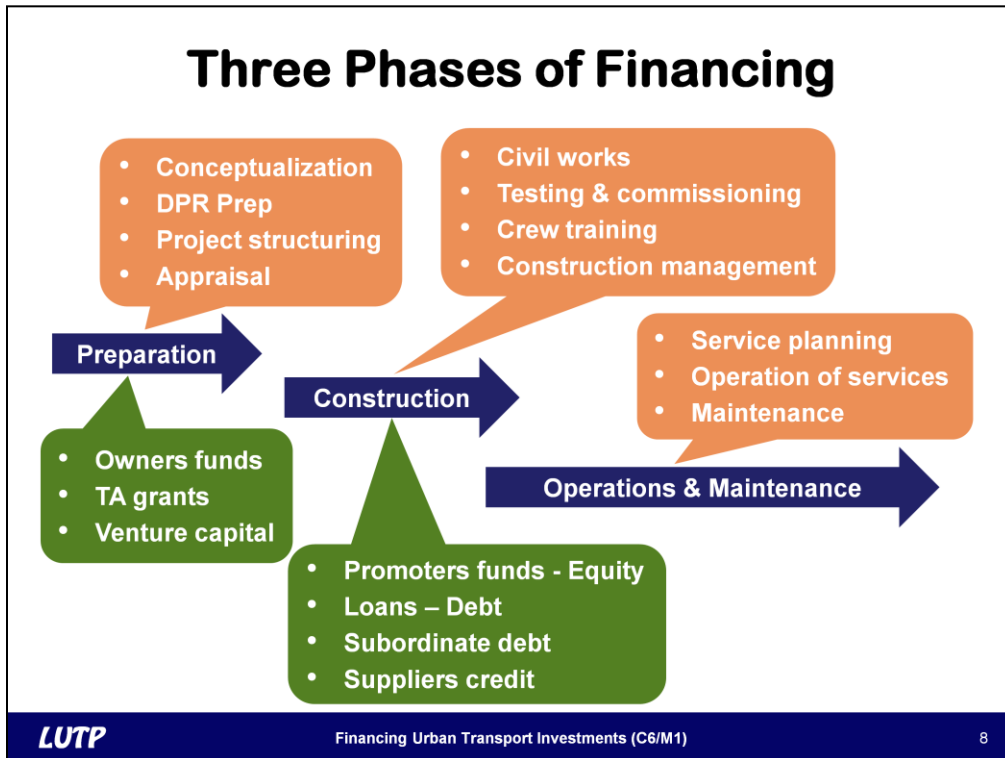 Three Phases of Financing
• Conceptualization
• DPR Prep
• Project structuring
• Appraisal
• Civil works
• Testing & commissioning
• Crew training
• Construction management
Preparation
• Service planning
• Operation of services
• Maintenance
Construction
• Owners funds
• TA grants
• Venture capital
Operations & Maintenance
• Promoters funds - Equity
• Loans – Debt
• Subordinate debt
• Suppliers credit
LUTP
Financing Urban Transport Investments (C6/M1)
8